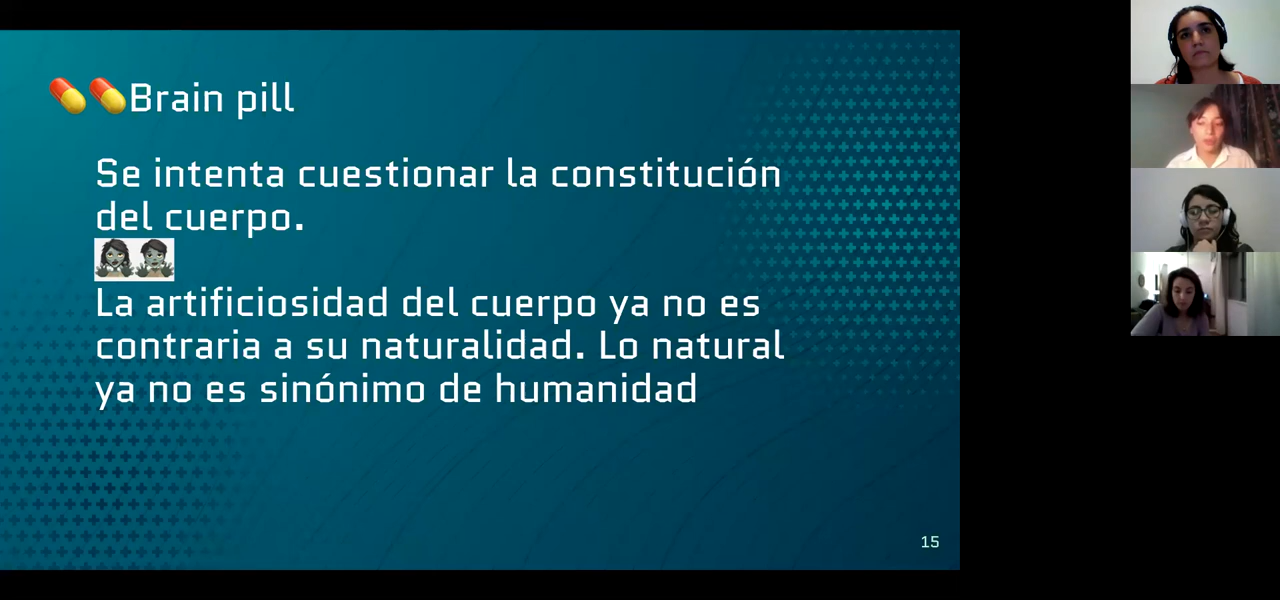 Brain pill
Se intenta cuestionar la constitución
del cuerpo.
La artificiosidad del cuerpo ya no es
contraria a su naturalidad. Lo natural
ya no es sinónimo de humanidad
15